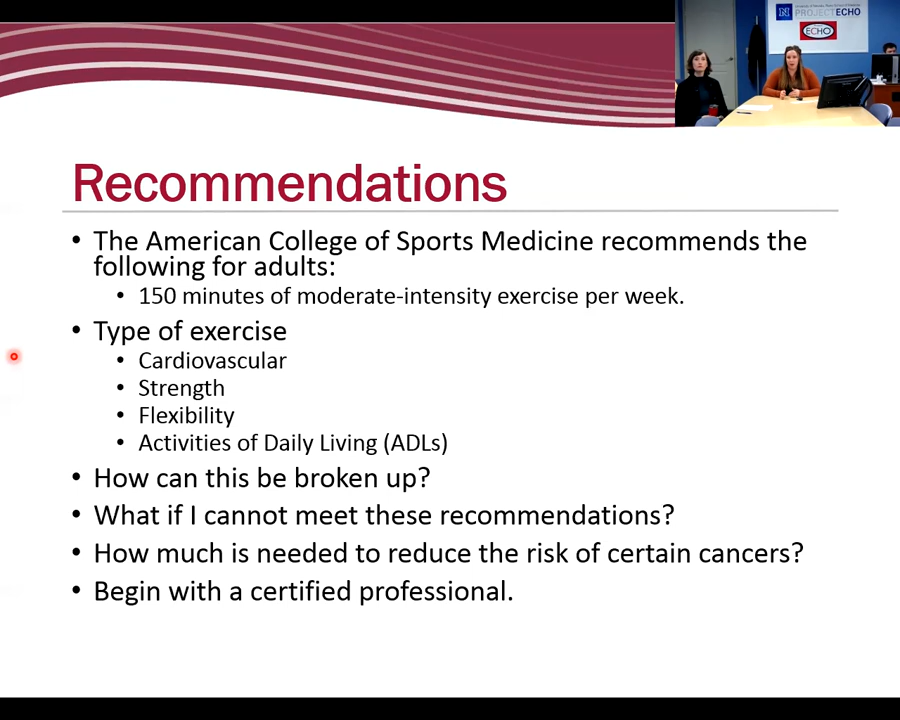 N
PROJECT ECHO
ECHO
Recommendations
• The American College of Sports Medicine recommends the
following for adults:
• 150 minutes of moderate-intensity exercise per week.
• Type of exercise
• Cardiovascular
• Strength
• Flexibility
• Activities of Daily Living (ADLs)
• How can this be broken up?
• What if I cannot meet these recommendations?
• How much is needed to reduce the risk of certain cancers?
• Begin with a certified professional.